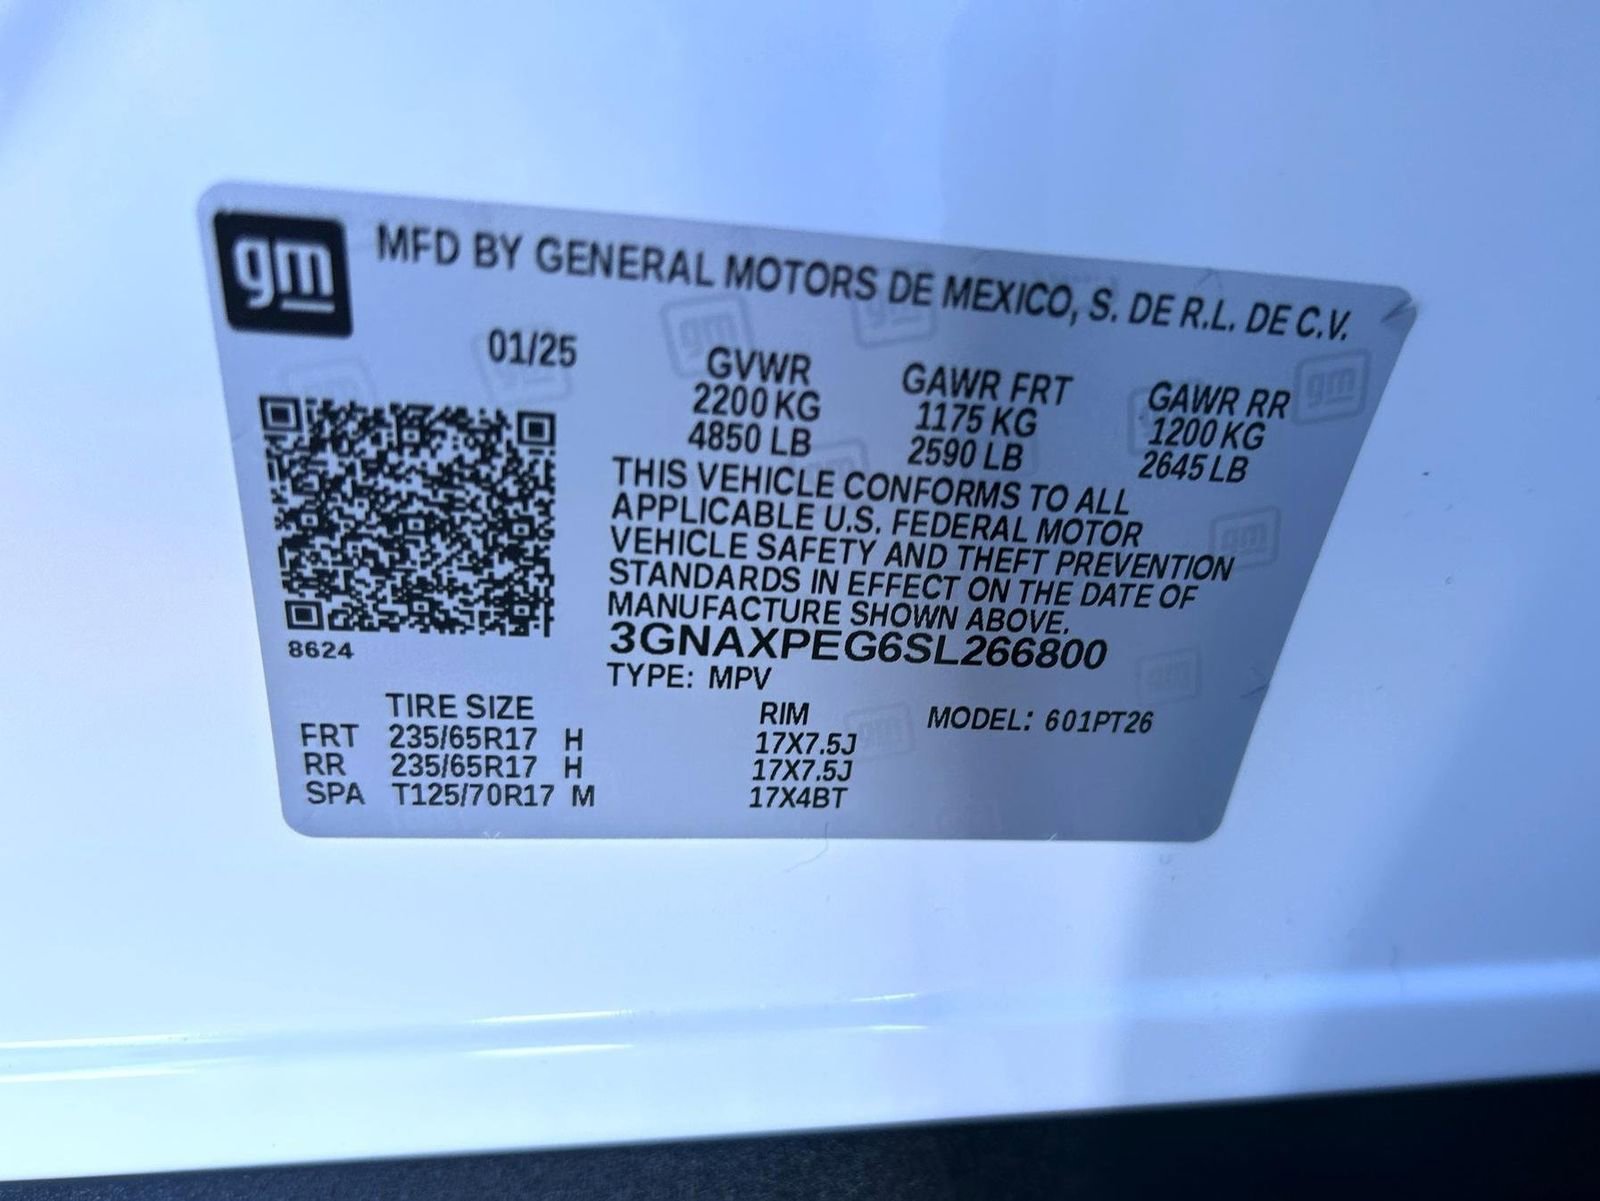 gm
MFD BY GENERAL MOTORS DE MEXICO, S. DE R.L. DE C.V.
01/25
GVWR GAWR FRT GAWR RR
2200 KG 1175 KG 1200 KG
4850 LB 2590 LB 2645 LB
THIS VEHICLE CONFORMS TO ALL
APPLICABLE U.S. FEDERAL MOTOR
VEHICLE SAFETY AND THEFT PREVENTION
STANDARDS IN EFFECT ON THE DATE OF
MANUFACTURE SHOWN ABOVE.
3GNAXPEG6SL266800
8624
TYPE: MPV
TIRE SIZE RIM MODEL: 601PT26
FRT 235/65R17 H 17X7.5J
RR 235/65R17 H 17X7.5J
SPA T125/70R17 M 17X4BT